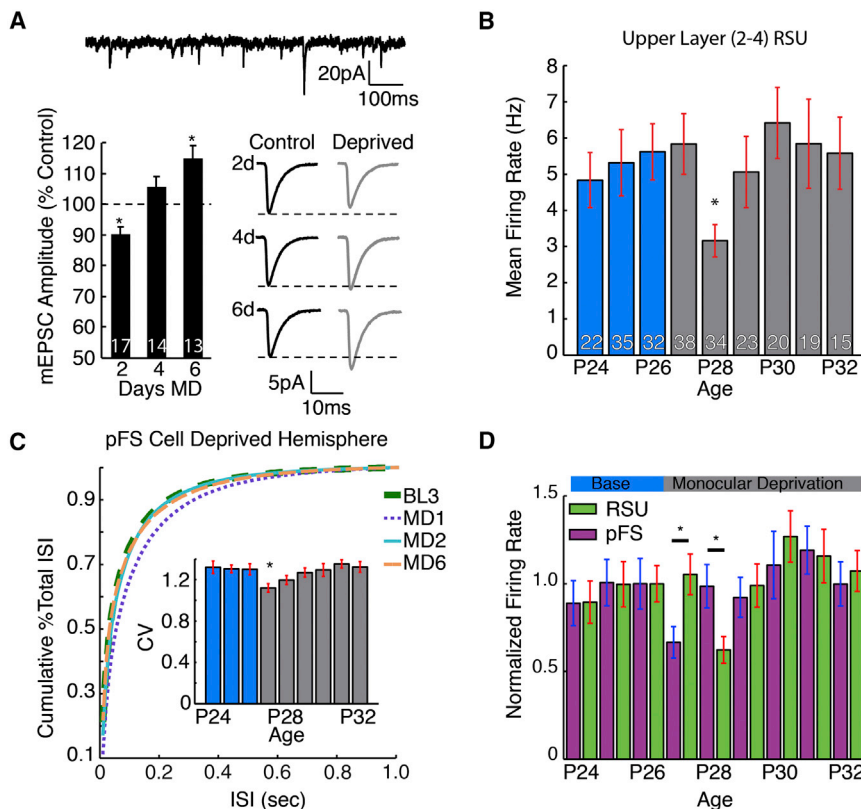 A
20pA
100ms
mEPSC Amplitude (% Control)
120
110
100
90
80
70
60
50
*
*
17
14
13
2
4
6
Days MD
Control
Deprived
2d
4d
6d
5pA
10ms
B
Upper Layer (2-4) RSU
Mean Firing Rate (Hz)
8
7
6
5
4
3
2
1
0
*
22
35
32
38
34
23
20
19
15
P24
P26
P28
P30
P32
Age
C
pFS Cell Deprived Hemisphere
Cumulative %Total ISI
0.9
0.7
0.5
0.3
0.1
BL3
MD1
MD2
MD6
CV
1.2
1.2
0
*
P24
P28
P32
Age
0
0.2
0.4
0.6
0.8
1.0
ISI (sec)
D
Base
Monocular Deprivation
RSU
pFS
Normalized Firing Rate
1.5
1.0
0.5
0
*
*
P24
P26
P28
P30
P32
Age